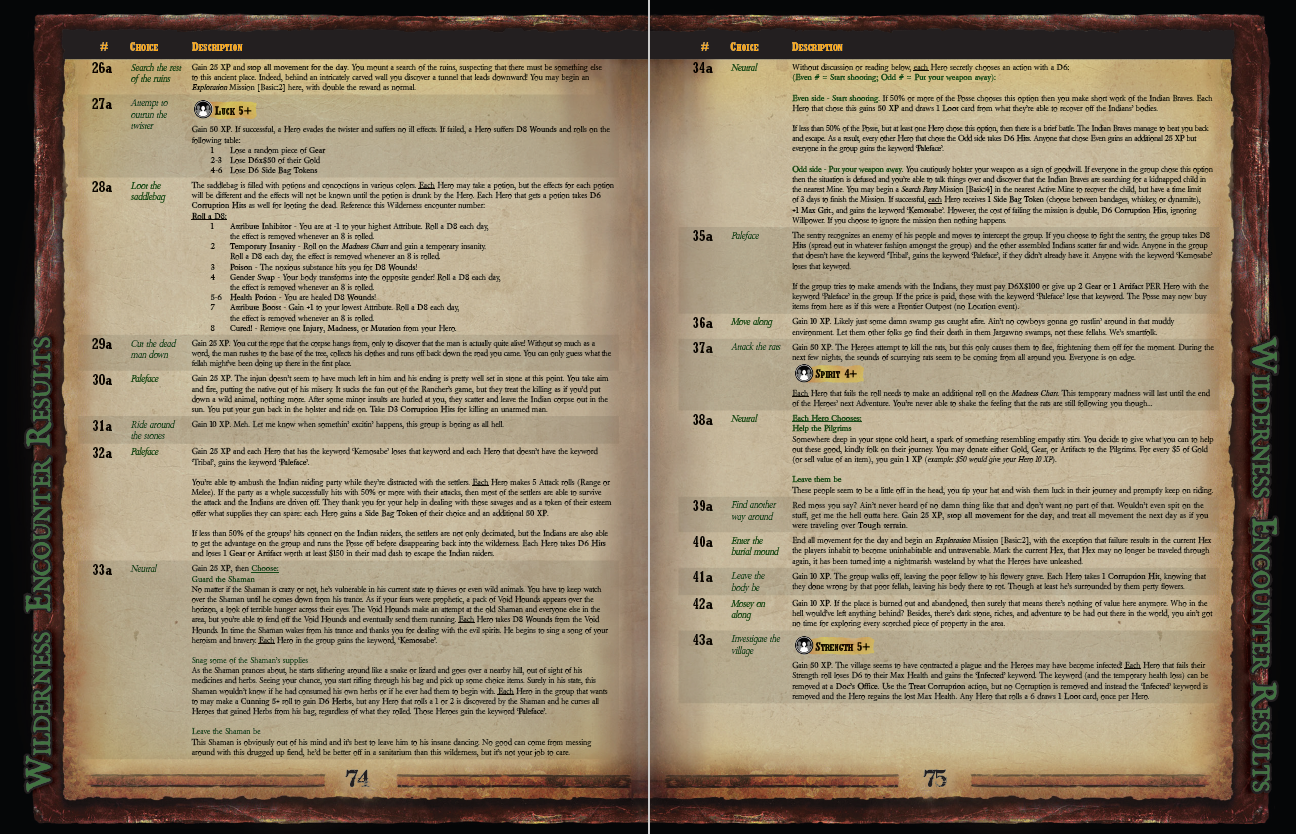 # CHOICE DESCRIPTION
26a Search the rest of the ruins
Gain 25 XP and stop all movement for the day. You mount a search of the ruins, suspecting that there must be something else
to this ancient place. Indeed, behind an intricately carved wall you discover a tunnel that leads downward! You may begin an
Exploration Mission [Basic:2] here, with double the reward as normal.
27a Attempt to outrun the twister
LUCK 5+
Gain 50 XP. If successful, a Hero evades the twister and suffers no ill effects. If failed, a Hero suffers D8 Wounds and rolls on the
following table:
1 Lose a random piece of Gear
2-3 Lose D6x$50 of their Gold
4-6 Lose D6 Side Bag Tokens
28a Loot the saddlebag
The saddlebag is filled with potions and concoctions in various colors. Each Hero may take a potion, but the effects for each potion
will be different and the effects will not be known until the potion is drunk by the Hero. Each Hero that gets a potion takes D6
Corruption Hits as well for looting the dead. Reference this Wilderness encounter number:
Roll a D8:
1 Attribute Inhibitor - You are at -1 to your highest Attribute. Roll a D8 each day,
the effect is removed whenever an 8 is rolled.
2 Temporary Insanity - Roll on the Madness Chart and gain a temporary insanity.
Roll a D8 each day, the effect is removed whenever an 8 is rolled.
3 Poison - The noxious substance hits you for D8 Wounds!
4 Gender Swap - Your body transforms into the opposite gender! Roll a D8 each day,
the effect is removed whenever an 8 is rolled.
5-6 Health Potion - You are healed D8 Wounds!
7 Attribute Boost - Gain +1 to your lowest Attribute. Roll a D8 each day,
the effect is removed whenever an 8 is rolled.
8 Cured! - Remove one Injury, Madness, or Mutation from your Hero.
29a Cut the dead man down
Gain 25 XP. You cut the rope that the corpse hangs from, only to discover that the man is actually quite alive! Without so much as a
word, the man rushes to the base of the tree, collects his clothes and runs off back down the road you came. You can only guess what the
fellah might've been doing up there in the first place.
30a Paleface
Gain 25 XP. The injun doesn't seem to have much left in him and his ending is pretty well set in stone at this point. You take aim
and fire, putting the native out of his misery. It sucks the fun out of the Rancher's game, but they treat the killing as if you'd put
down a wild animal, nothing more. After some minor insults are hurled at you, they scatter and leave the Indian corpse out in the
sun. You put your gun back in the holster and ride on. Take D3 Corruption Hits for killing an unarmed man.
31a Ride around the stones
Gain 10 XP. Meh. Let me know when somethin' excitin' happens, this group is boring as all hell.
32a Paleface
Gain 25 XP and each Hero that has the keyword 'Kemosabe' loses that keyword and each Hero that doesn't have the keyword
'Tribal', gains the keyword 'Paleface'.
You're able to ambush the Indian raiding party while they're distracted with the settlers. Each Hero makes 5 Attack rolls (Range or
Melee). If the party as a whole successfully hits with 50% or more with their attacks, then most of the settlers are able to survive
the attack and the Indians are driven off. They thank you for your help in dealing with those savages and as a token of their esteem
offer what supplies they can spare: each Hero gains a Side Bag Token of their choice and an additional 50 XP.
If less than 50% of the groups' hits connect on the Indian raiders, the settlers are not only decimated, but the Indians are also able
to get the advantage on the group and runs the Posse off before disappearing back into the wilderness. Each Hero takes D6 Hits
and loses 1 Gear or Artifact worth at least $150 in their mad dash to escape the Indian raiders.
33a Neutral
Gain 25 XP, then Choose:
Guard the Shaman
No matter if the Shaman is crazy or not, he's vulnerable in his current state to thieves or even wild animals. You have to keep watch
over the Shaman until he comes down from his trance. As if your fears were prophetic, a pack of Void Hounds appears over the
horizon, a look of terrible hunger across their eyes. The Void Hounds make an attempt at the old Shaman and everyone else in the
area, but you're able to fend off the Void Hounds and eventually send them running. Each Hero takes D8 Wounds from the Void
Hounds. In time the Shaman wakes from his trance and thanks you for dealing with the evil spirits. He begins to sing a song of your
heroism and bravery. Each Hero in the group gains the keyword, 'Kemosabe'.
Snag some of the Shaman's supplies
As the Shaman prances about, he starts slithering around like a snake or lizard and goes over a nearby hill, out of sight of his
medicines and herbs. Seeing your chance, you start rifling through his bag and pick up some choice items. Surely in his state, this
Shaman wouldn't know if he had consumed his own herbs or if he ever had them to begin with. Each Hero in the group that wants
to may make a Cunning 5+ roll to gain D6 Herbs, but any Hero that rolls a 1 or 2 is discovered by the Shaman and he curses all
Heroes that gained Herbs from his bag, regardless of what they rolled. Those Heroes gain the keyword 'Paleface'.
Leave the Shaman be
This Shaman is obviously out of his mind and it's best to leave him to his insane dancing. No good can come from messing
around with this drugged up fiend, he'd be better off in a sanitarium than this wilderness, but it's not your job to care.
74
WILDERNESS ENCOUNTER RESULTS
# CHOICE DESCRIPTION
34a Neutral
Without discussion or reading below, each Hero secretly chooses an action with a D6:
(Even # = Start shooting; Odd # = Put your weapon away):
Even side - Start shooting. If 50% or more of the Posse chooses this option then you make short work of the Indian Braves. Each
Hero that chose this gains 50 XP and draws 1 Loot card from what they're able to recover off the Indians' bodies.
If less than 50% of the Posse, but at least one Hero chose this option, then there is a brief battle. The Indian Braves manage to beat you back
and escape. As a result, every other Hero that chose the Odd side takes D6 Hits. Anyone that chose Even gains an additional 25 XP but
everyone in the group gains the keyword 'Paleface'.
Odd side - Put your weapon away. You cautiously holster your weapon as a sign of goodwill. If everyone in the group chose this option
then the situation is defused and you're able to talk things over and discover that the Indian Braves are searching for a kidnapped child in
the nearest Mine. You may begin a Search Party Mission [Basic:4] in the nearest Active Mine to recover the child, but have a time limit
of 3 days to finish the Mission. If successful, each Hero receives 1 Side Bag Token (choose between bandages, whiskey, or dynamite),
+1 Max Grit, and gains the keyword 'Kemosabe'. However, the cost of failing the mission is double, D6 Corruption Hits, ignoring
Willpower. If you choose to ignore the mission then nothing happens.
35a Paleface
The sentry recognizes an enemy of his people and moves to intercept the group. If you choose to fight the sentry, the group takes D8
Hits (spread out in whatever fashion amongst the group) and the other assembled Indians scatter far and wide. Anyone in the group
that doesn't have the keyword 'Tribal', gains the keyword 'Paleface', if they didn't already have it. Anyone with the keyword 'Kemosabe'
loses that keyword.
If the group tries to make amends with the Indians, they must pay D6X$100 or give up 2 Gear or 1 Artifact PER Hero with the
keyword 'Paleface' in the group. If the price is paid, those with the keyword 'Paleface' lose that keyword. The Posse may now buy
items from here as if this were a Frontier Outpost (no Location event).
36a Move along
Gain 10 XP. Likely just some damn swamp gas caught afire. Ain't no cowboys gonna go rustlin' around in that muddy
environment. Let them other folks go find their death in them Jargawno swamps, not these fellahs. We's smartfolk.
37a Attack the rats
Gain 50 XP. The Heroes attempt to kill the rats, but this only causes them to flee, frightening them off for the moment. During the
next few nights, the sounds of scurrying rats seem to be coming from all around you. Everyone is on edge.
SPIRIT 4+
Each Hero that fails the roll needs to make an additional roll on the Madness Chart. This temporary madness will last until the end
of the Heroes' next Adventure. You're never able to shake the feeling that the rats are still following you though...
38a Neutral
Each Hero Chooses:
Help the Pilgrims
Somewhere deep in your stone cold heart, a spark of something resembling empathy stirs. You decide to give what you can to help
out these good, kindly folk on their journey. You may donate either Gold, Gear, or Artifacts to the Pilgrims. For every $5 of Gold
(or sell value of an item), you gain 1 XP (example: $50 would give your Hero 10 XP).
Leave them be
These people seem to be a little off in the head, you tip your hat and wish them luck in their journey and promptly keep on riding.
39a Find another way around
Red moss you say? Ain't never heard of no damn thing like that and don't want no part of that. Wouldn't even spit on the
stuff, get me the hell outta here. Gain 25 XP, stop all movement for the day, and treat all movement the next day as if you
were traveling over Tough terrain.
40a Enter the burial mound
End all movement for the day and begin an Exploration Mission [Basic:2], with the exception that failure results in the current Hex
the players inhabit to become uninhabitable and untraversable. Mark the current Hex, that Hex may no longer be traveled through
again, it has been turned into a nightmarish wasteland by what the Heroes have unleashed.
41a Leave the body be
Gain 10 XP. The group walks off, leaving the poor fellow to his flowery grave. Each Hero takes 1 Corruption Hit, knowing that
they done wrong by that poor fellah, leaving his body there to rot. Though at least he's surrounded by them perty flowers.
42a Mosey on along
Gain 10 XP. If the place is burned out and abandoned, then surely that means there's nothing of value here anymore. Who in the
hell would've left anything behind? Besides, there's dark stone, riches, and adventure to be had out there in the world, you ain't got
no time for exploring every scorched piece of property in the area.
43a Investigate the village
STRENGTH 5+
Gain 50 XP. The village seems to have contracted a plague and the Heroes may have become infected! Each Hero that fails their
Strength roll loses D6 to their Max Health and gains the 'Infected' keyword. The keyword (and the temporary health loss) can be
removed at a Doc's Office. Use the Treat Corruption action, but no Corruption is removed and instead the 'Infected' keyword is
removed and the Hero regains the lost Max Health. Any Hero that rolls a 6 draws 1 Loot card, once per Hero.
75
WILDERNESS ENCOUNTER RESULTS